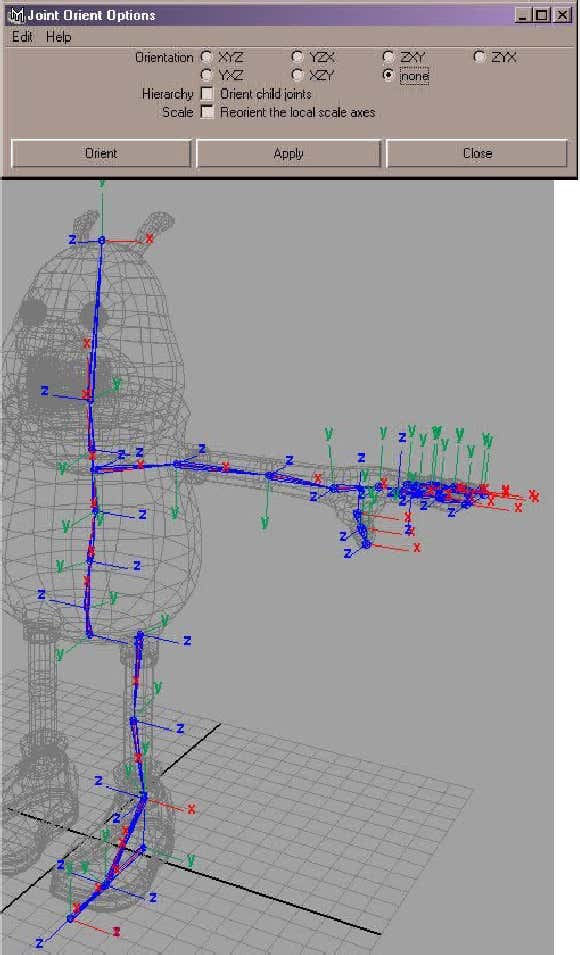 Joint Orient Options
Edit Help
Orientation XYZ YZX ZXY ZYX
YXZ XZY none
Hierarchy Orient child joints
Scale Reorient the local scale axes
Orient Apply Close
y
z x
x
z x y
z z
y x z x z x
y y y z y z y y y y y y
z x x x x
y y z z x
z x z x
y z
x
z y
y
y z
x y
z
x y
z x
z
y x y
z y y x
x z
x
z x